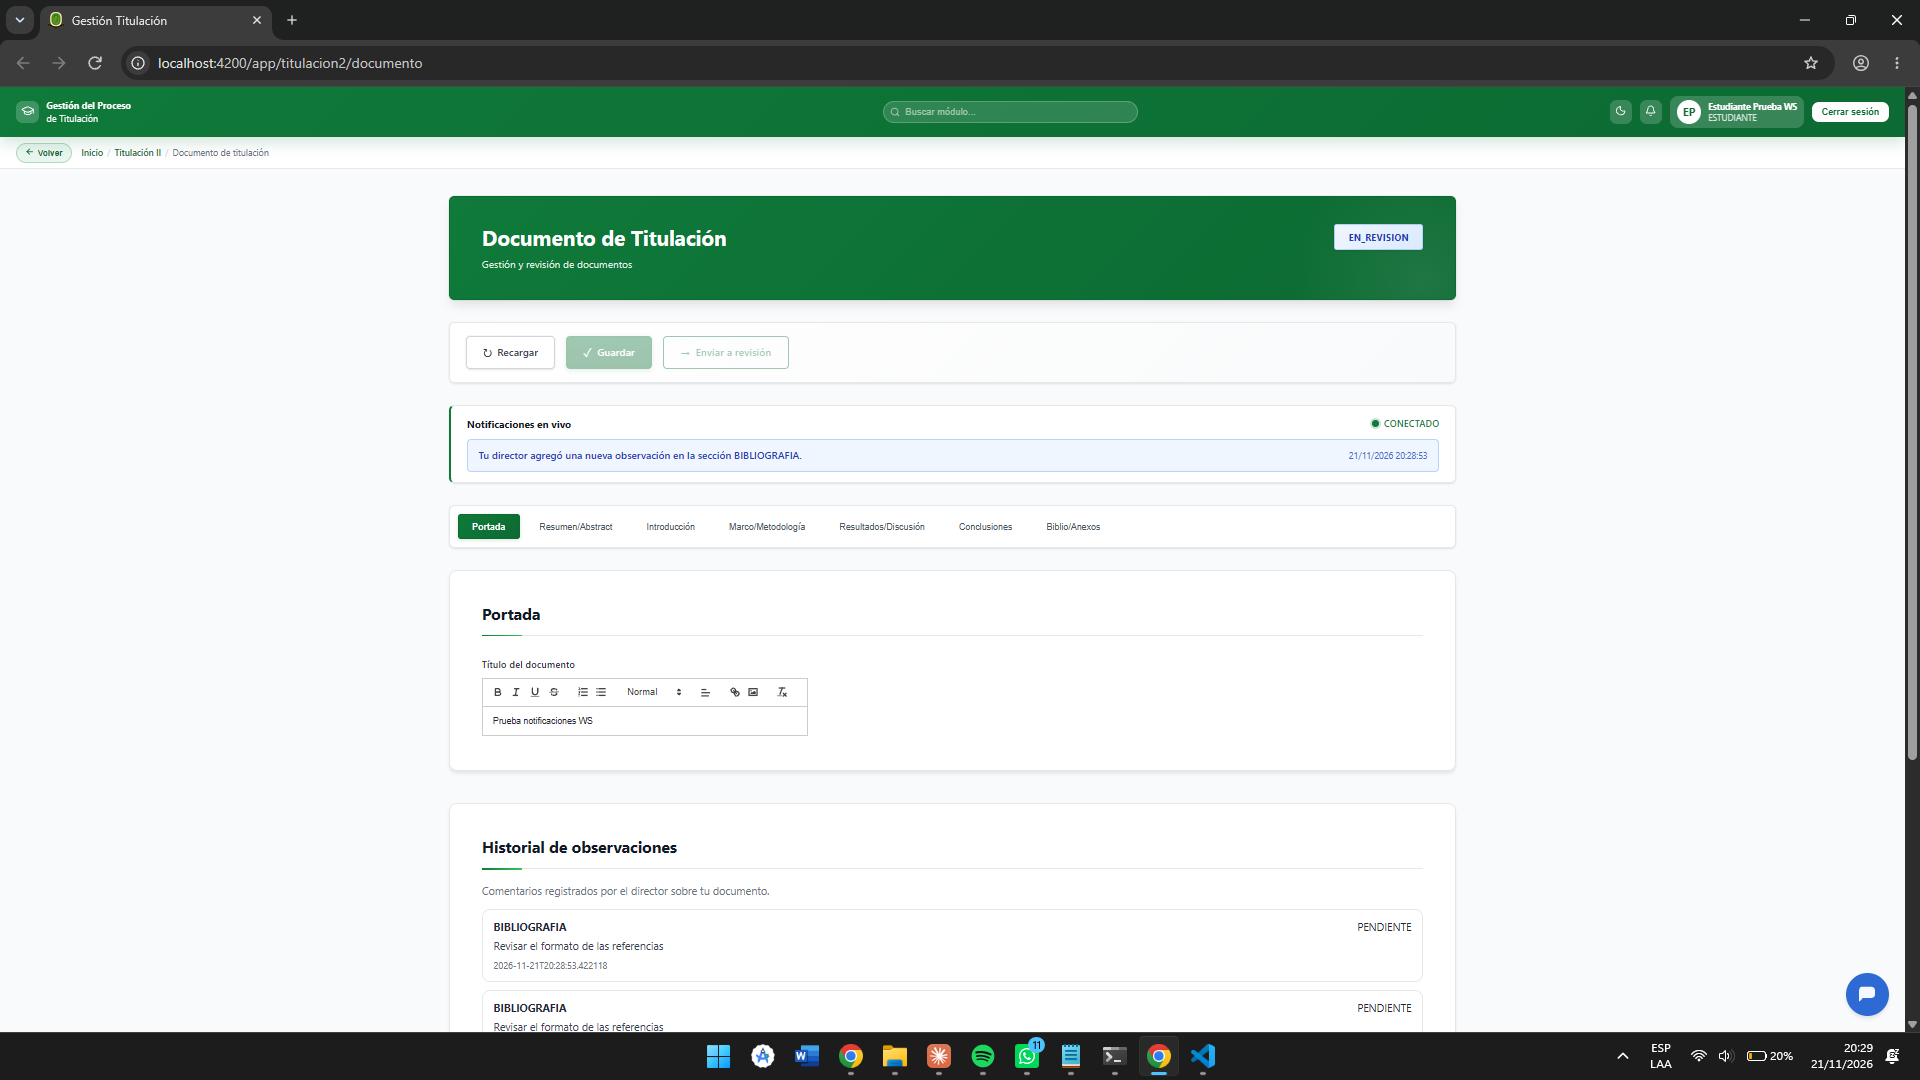 Gestión Titulación
localhost:4200/app/titulacion2/documento
Gestión del Proceso
de Titulación
Buscar módulo...
EP
Estudiante Prueba WS
ESTUDIANTE
Cerrar sesión
← Volver
Inicio / Titulación II / Documento de titulación
Documento de Titulación
EN_REVISION
Gestión y revisión de documentos
↻ Recargar
✓ Guardar
→ Enviar a revisión
Notificaciones en vivo
CONECTADO
Tu director agregó una nueva observación en la sección BIBLIOGRAFIA.
21/11/2026 20:28:53
Portada
Resumen/Abstract
Introducción
Marco/Metodología
Resultados/Discusión
Conclusiones
Biblio/Anexos
Portada
Título del documento
Normal
Prueba notificaciones WS
Historial de observaciones
Comentarios registrados por el director sobre tu documento.
BIBLIOGRAFIA
PENDIENTE
Revisar el formato de las referencias
2026-11-21T20:28:53.422118
BIBLIOGRAFIA
PENDIENTE
Revisar el formato de las referencias
11
ESP
LAA
20%
20:29
21/11/2026